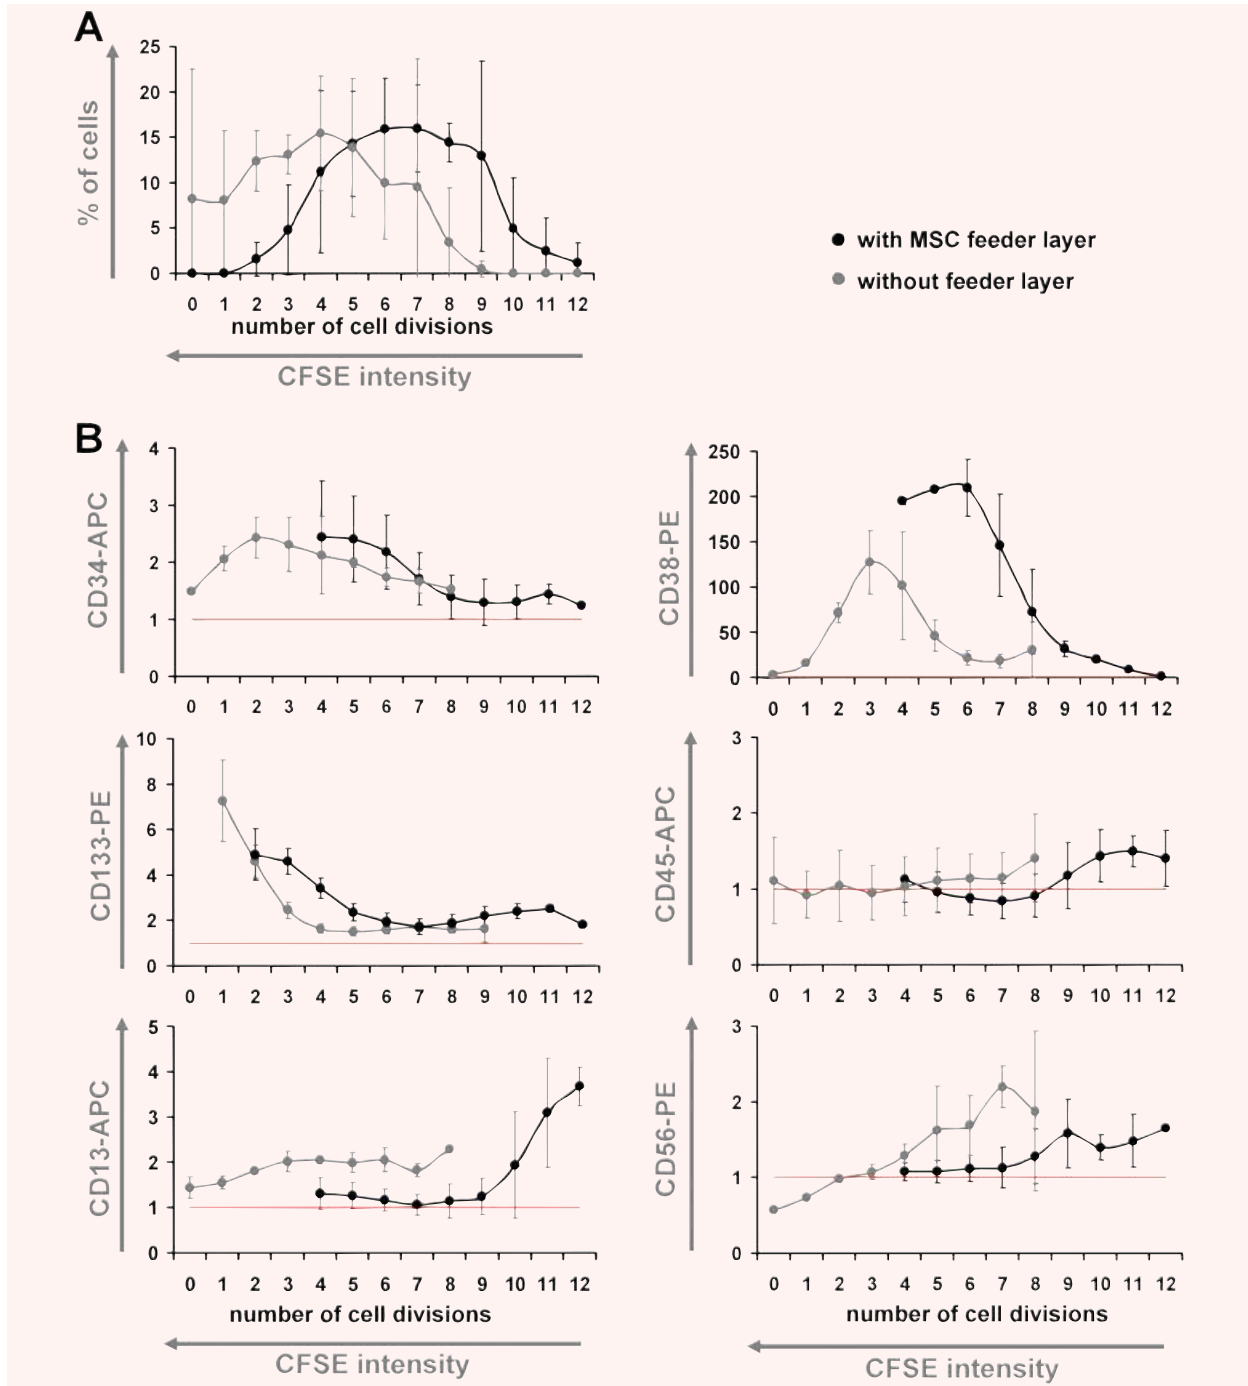 A
% of cells
25
20
15
10
5
0
0 1 2 3 4 5 6 7 8 9 10 11 12
number of cell divisions
CFSE intensity
with MSC feeder layer
without feeder layer
B
CD34-APC
4
3
2
1
0
0 1 2 3 4 5 6 7 8 9 10 11 12
CD38-PE
250
200
150
100
50
0
0 1 2 3 4 5 6 7 8 9 10 11 12
CD133-PE
10
8
6
4
2
0
0 1 2 3 4 5 6 7 8 9 10 11 12
CD45-APC
3
2
1
0
0 1 2 3 4 5 6 7 8 9 10 11 12
CD13-APC
5
4
3
2
1
0
0 1 2 3 4 5 6 7 8 9 10 11 12
number of cell divisions
CFSE intensity
CD56-PE
3
2
1
0
0 1 2 3 4 5 6 7 8 9 10 11 12
number of cell divisions
CFSE intensity